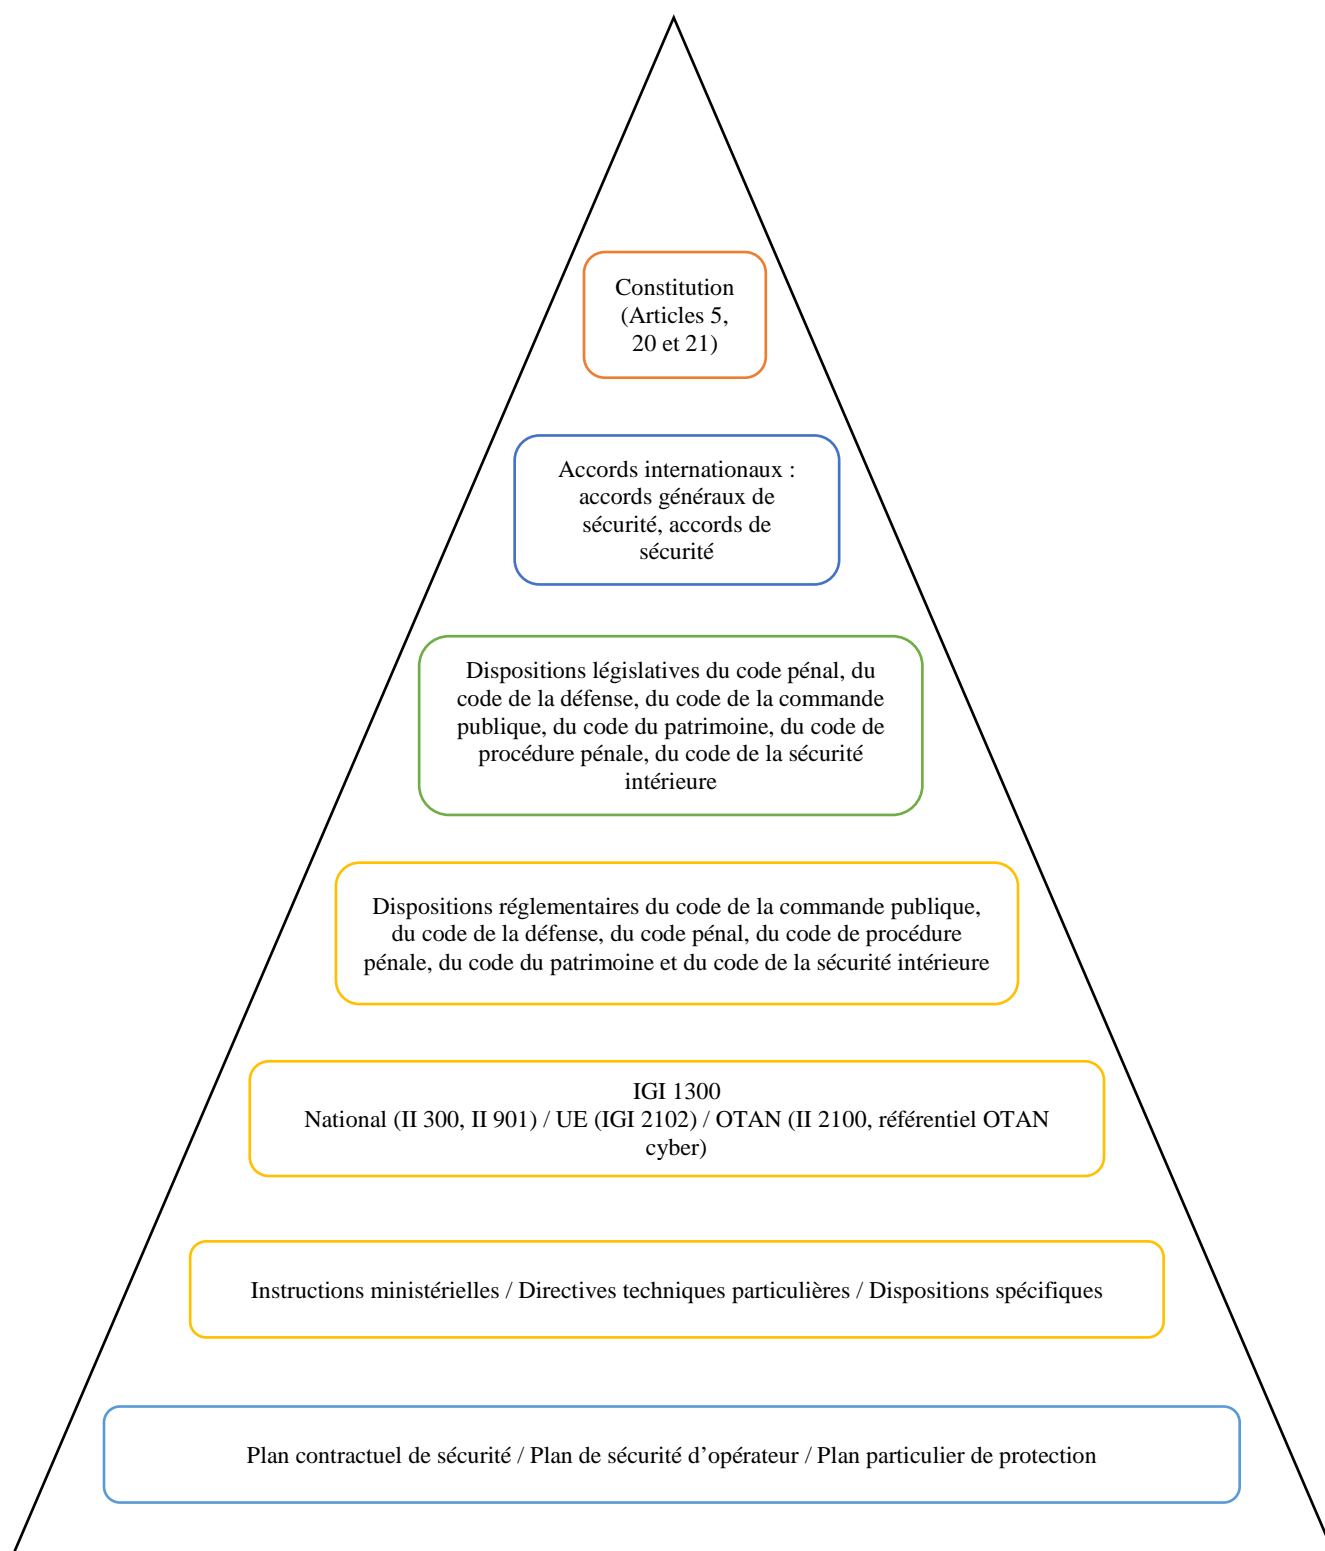 Constitution
(Articles 5,
20 et 21)
Accords internationaux :
accords généraux de
sécurité, accords de
sécurité
Dispositions législatives du code pénal, du
code de la défense, du code de la commande
publique, du code du patrimoine, du code de
procédure pénale, du code de la sécurité
intérieure
Dispositions réglementaires du code de la commande publique,
du code de la défense, du code pénal, du code de procédure
pénale, du code du patrimoine et du code de la sécurité intérieure
IGI 1300
National (II 300, II 901) / UE (IGI 2102) / OTAN (II 2100, référentiel OTAN
cyber)
Instructions ministérielles / Directives techniques particulières / Dispositions spécifiques
Plan contractuel de sécurité / Plan de sécurité d’opérateur / Plan particulier de protection